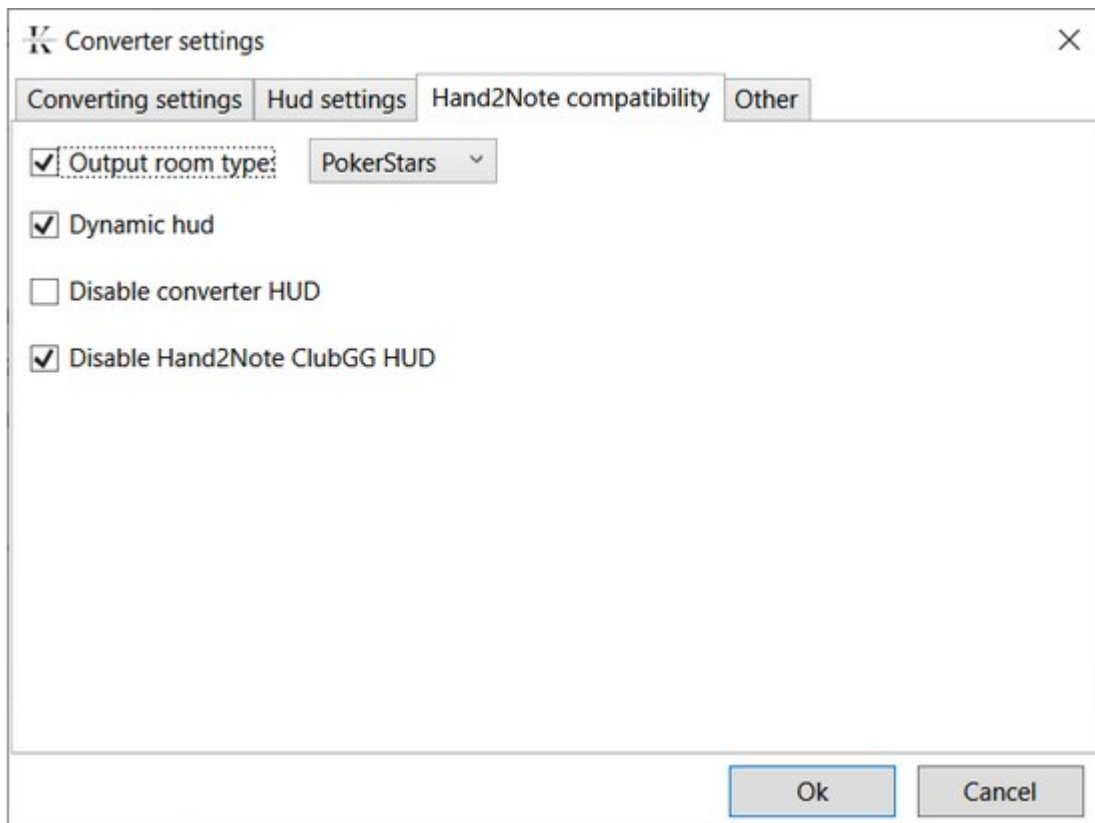 Converter settings
Converting settings Hud settings Hand2Note compatibility Other
Output room type: PokerStars
Dynamic hud
Disable converter HUD
Disable Hand2Note ClubGG HUD
Ok Cancel